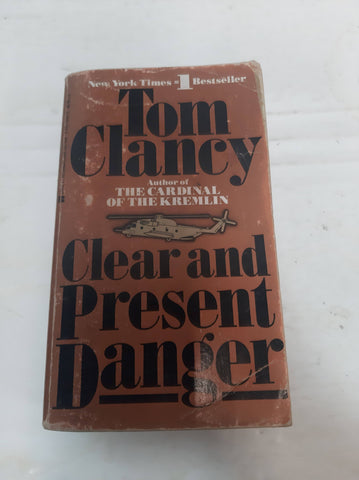 New York Times #1 Bestseller
Tom
Clancy
Author of
THE CARDINAL
OF THE KREMLIN
Clear and
Present
Danger